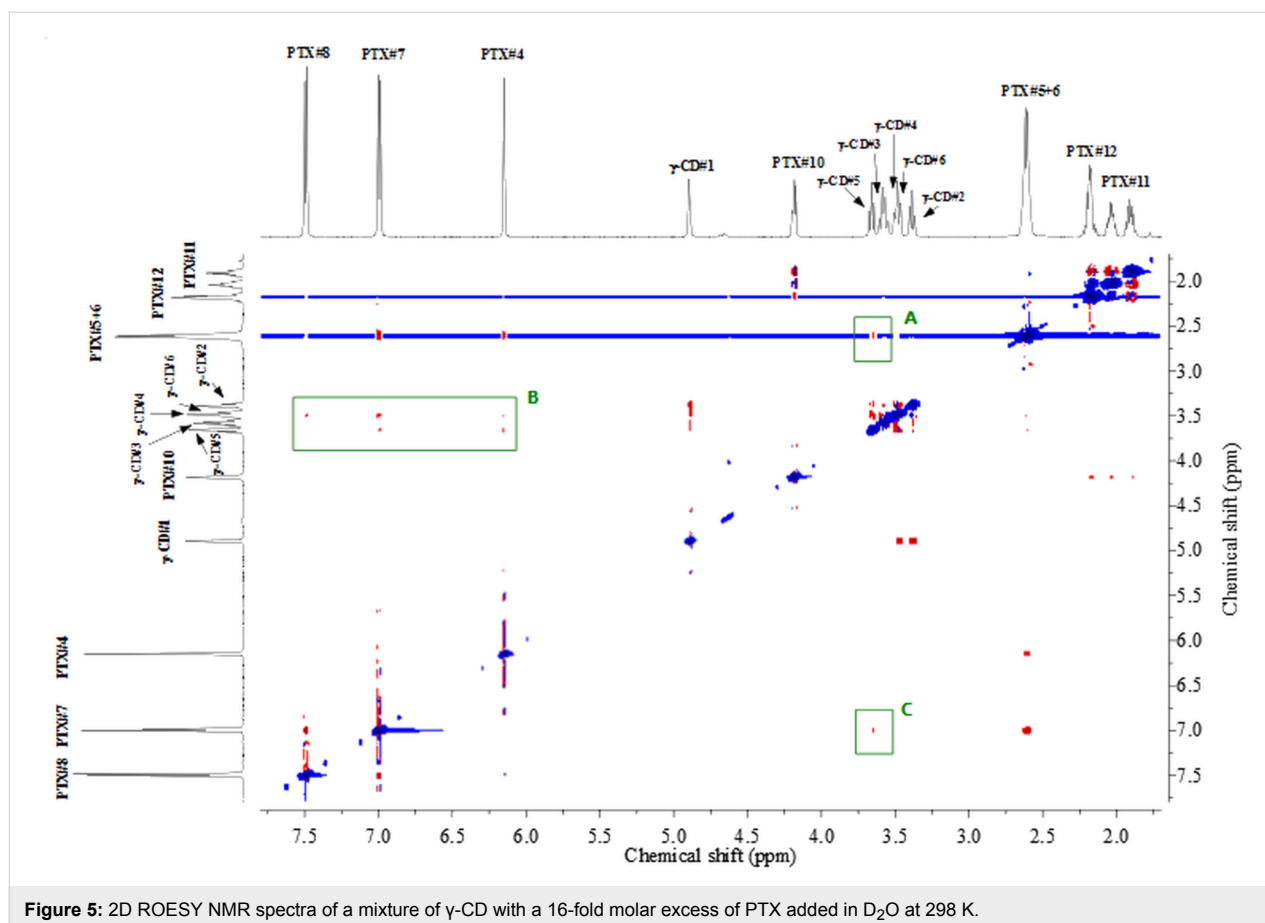 PTX#8
PTX#7
PTX#4
PTX#5+6
γ-CD#4
γ-CD#3
γ-CD#6
γ-CD#1
PTX#10
PTX#12
γ-CD#5
PTX#11
γ-CD#2
PTX#11
PTX#12
PTX#5+6
γ-CD#2
γ-CD#6
γ-CD#4
γ-CD#3
γ-CD#5
PTX#10
γ-CD#1
PTX#4
PTX#7
PTX#8
A
B
C
2.0
2.5
3.0
3.5
4.0
4.5
5.0
5.5
6.0
6.5
7.0
7.5
Chemical shift (ppm)
7.5 7.0 6.5 6.0 5.5 5.0 4.5 4.0 3.5 3.0 2.5 2.0
Chemical shift (ppm)
Figure 5: 2D ROESY NMR spectra of a mixture of γ-CD with a 16-fold molar excess of PTX added in D₂O at 298 K.